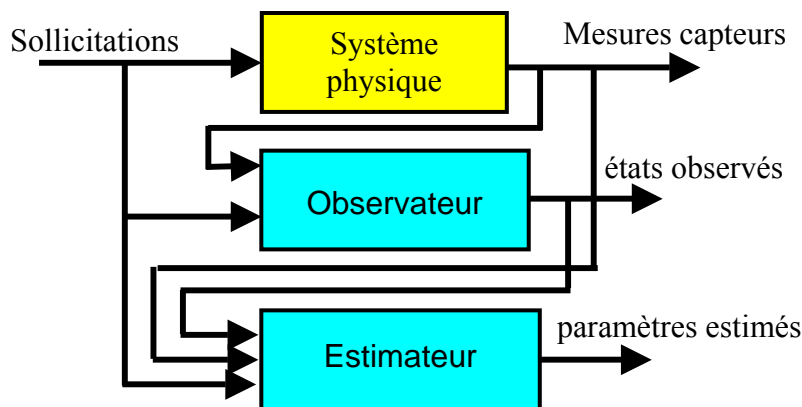 Sollicitations
Système
physique
Mesures capteurs
Observateur
états observés
Estimateur
paramètres estimés